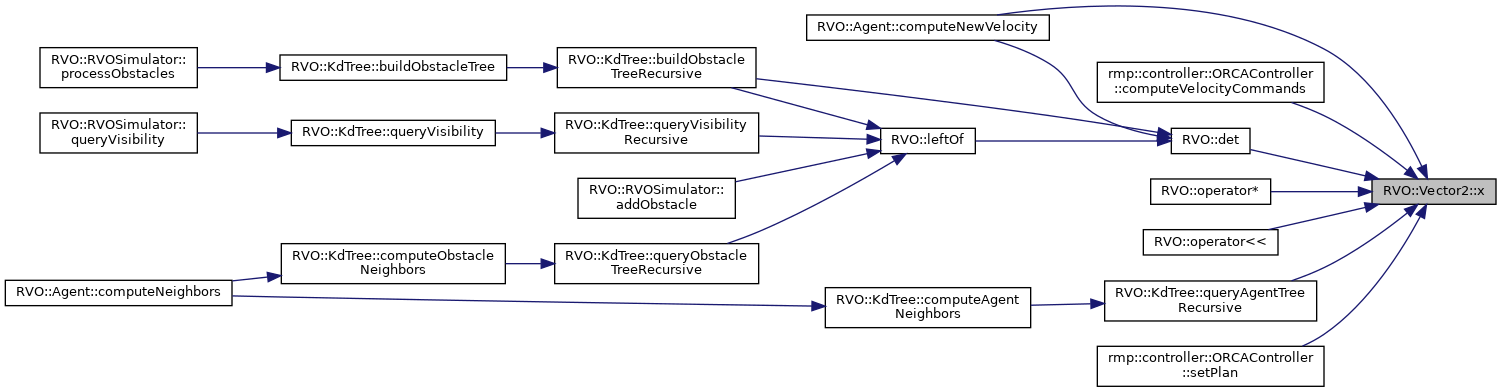 RVO::Agent::computeNewVelocity
RVO::RVOSimulator::
processObstacles
RVO::KdTree::buildObstacleTree
RVO::KdTree::buildObstacle
TreeRecursive
rmp::controller::ORCAController
::computeVelocityCommands
RVO::RVOSimulator::
queryVisibility
RVO::KdTree::queryVisibility
RVO::KdTree::queryVisibility
Recursive
RVO::leftOf
RVO::det
RVO::RVOSimulator::
addObstacle
RVO::operator*
RVO::Vector2::x
RVO::operator<<
RVO::KdTree::computeObstacle
Neighbors
RVO::KdTree::queryObstacle
TreeRecursive
RVO::Agent::computeNeighbors
RVO::KdTree::computeAgent
Neighbors
RVO::KdTree::queryAgentTree
Recursive
rmp::controller::ORCAController
::setPlan